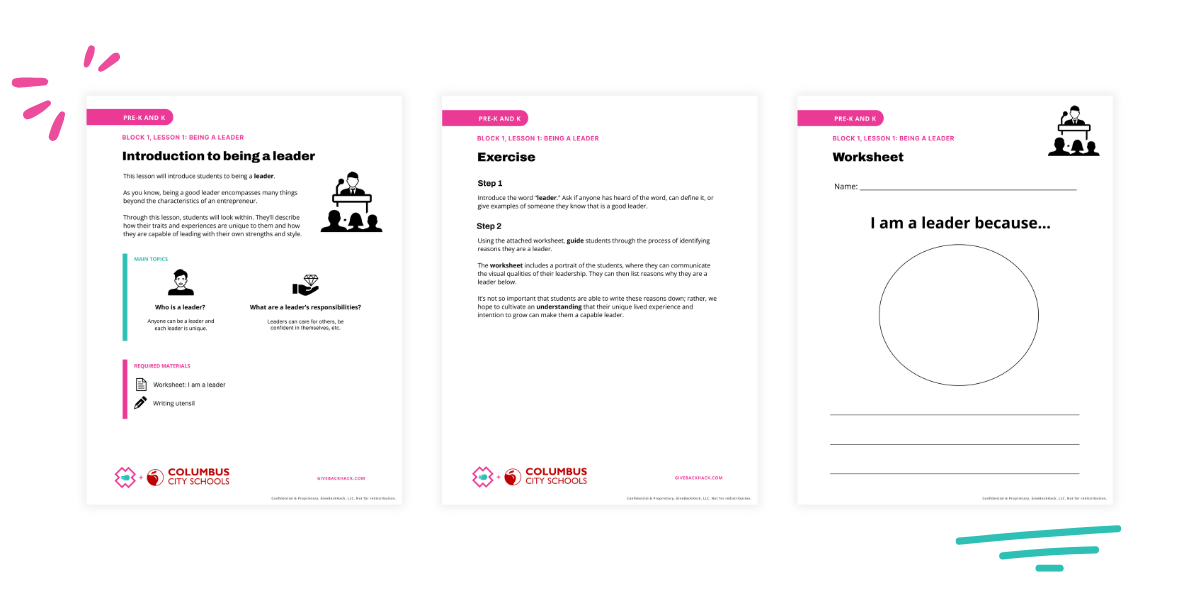 PRE-K AND K
BLOCK 1, LESSON 1: BEING A LEADER
Introduction to being a leader
This lesson will introduce students to being a leader.
As you know, being a good leader encompasses many things
beyond the characteristics of an entrepreneur.
Through this lesson, students will look within. They'll describe
how their traits and experiences are unique to them and how
they are capable of leading with their own strengths and style.
MAIN TOPICS
Who is a leader?
Anyone can be a leader and
each leader is unique.
What are a leader's responsibilities?
Leaders can care for others, be
confident in themselves, etc.
REQUIRED MATERIALS
Worksheet: I am a leader
Writing utensil
+ COLUMBUS
CITY SCHOOLS
GIVEBACKHACK.COM
Confidential & Proprietary, GiveBackHack, LLC. Not for redistribution.
PRE-K AND K
BLOCK 1, LESSON 1: BEING A LEADER
Exercise
Step 1
Introduce the word "leader." Ask if anyone has heard of the word, can define it, or
give examples of someone they know that is a good leader.
Step 2
Using the attached worksheet, guide students through the process of identifying
reasons they are a leader.
The worksheet includes a portrait of the students, where they can communicate
the visual qualities of their leadership. They can then list reasons why they are a
leader below.
It's not so important that students are able to write these reasons down; rather, we
hope to cultivate an understanding that their unique lived experience and
intention to grow can make them a capable leader.
+ COLUMBUS
CITY SCHOOLS
GIVEBACKHACK.COM
Confidential & Proprietary, GiveBackHack, LLC. Not for redistribution.
PRE-K AND K
BLOCK 1, LESSON 1: BEING A LEADER
Worksheet
Name:
I am a leader because...
Confidential & Proprietary, GiveBackHack, LLC. Not for redistribution.